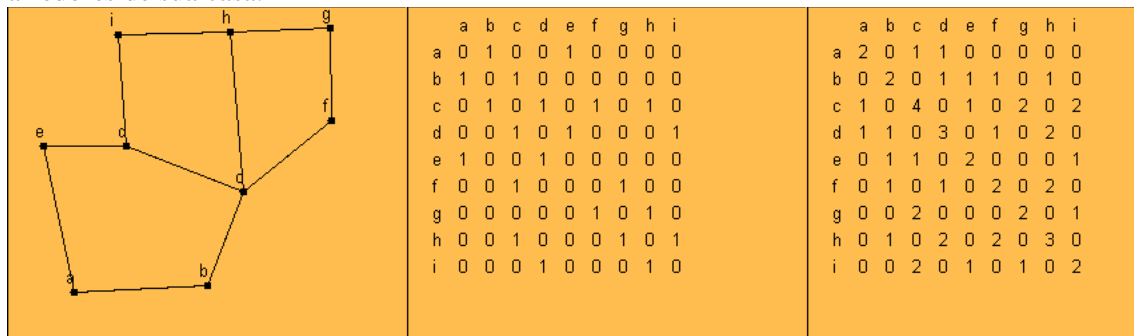 i h g
f
e d
c
a b
a b c d e f g h i
a 0 1 0 0 1 0 0 0 0
b 1 0 1 0 0 0 0 0 0
c 0 1 0 1 0 1 0 1 0
d 0 0 1 0 1 0 0 0 1
e 1 0 0 1 0 0 0 0 0
f 0 0 1 0 0 0 1 0 0
g 0 0 0 0 0 1 0 1 0
h 0 0 1 0 0 0 1 0 1
i 0 0 0 1 0 0 0 1 0
a b c d e f g h i
a 2 0 1 1 0 0 0 0 0
b 0 2 0 1 1 1 0 1 0
c 1 0 4 0 1 0 2 0 2
d 1 1 0 3 0 1 0 2 0
e 0 1 1 0 2 0 0 0 1
f 0 1 0 1 0 2 0 2 0
g 0 0 2 0 0 0 2 0 1
h 0 1 0 2 0 2 0 3 0
i 0 0 2 0 1 0 1 0 2